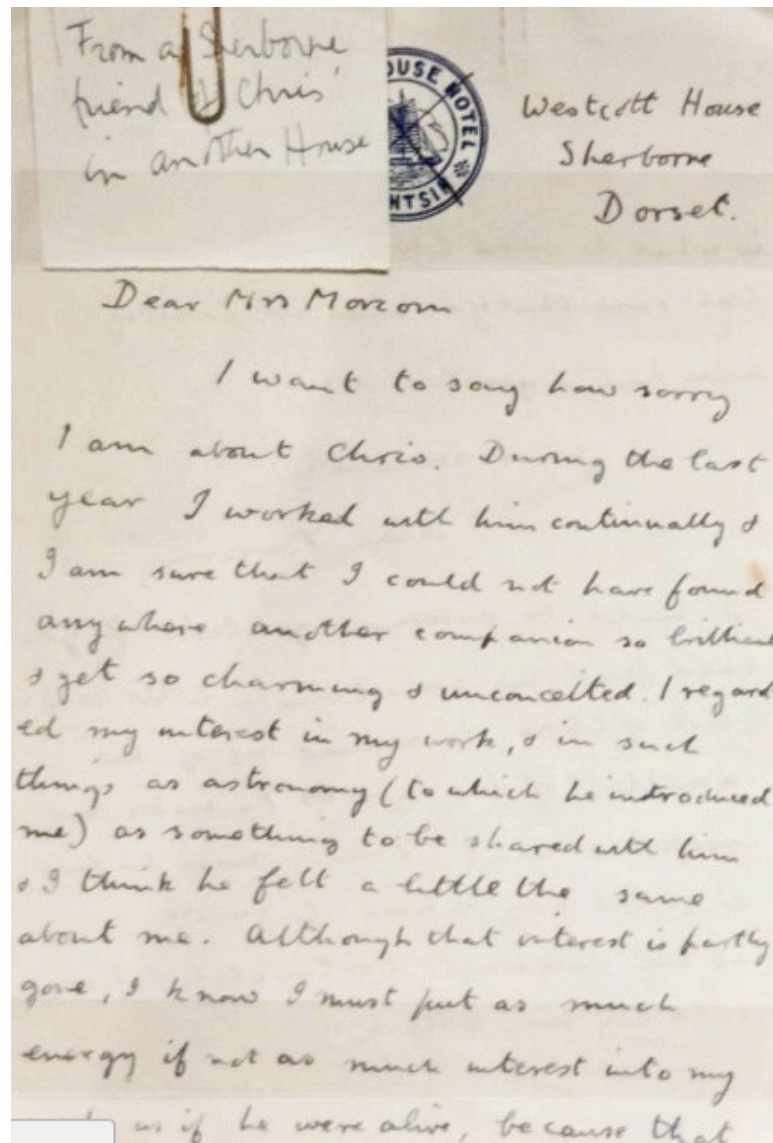 From a Sherborne
friend of Chris'
in another House
OUSE HOTEL
NTSIN
Westcott House
Sherborne
Dorset.
Dear Mrs Morcom
I want to say how sorry
I am about Chris. During the last
year I worked with him continually &
I am sure that I could not have found
anywhere another companion so brillian
& yet so charming & unconceited. I regard
ed my interest in my work, & in such
things as astronomy (to which he introduced
me) as something to be shared with him
& I think he felt a little the same
about me. Although that interest is partly
gone, I know I must put as much
energy if not as much interest into my
as if he were alive, because that